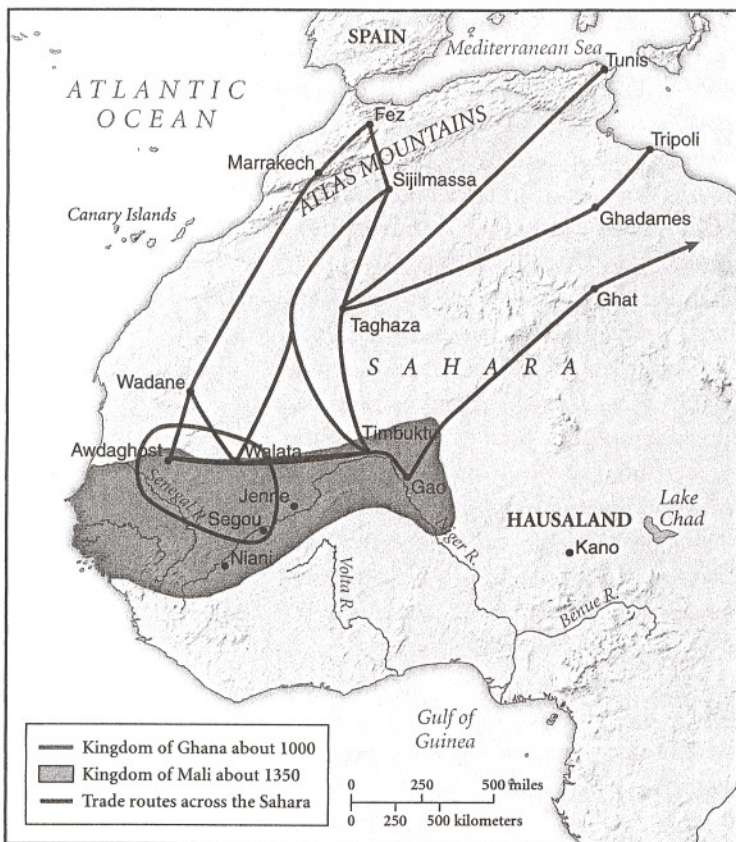 SPAIN
Mediterranean Sea
Tunis
ATLANTIC
OCEAN
Fez
ATLAS MOUNTAINS
Tripoli
Marrakech
Sijilmassa
Canary Islands
Ghadames
Ghat
Taghaza
SAHARA
Wadane
Timbuktu
Awdaghost
Walata
Senegal R.
Gao
Jenne
Segou
HAUSALAND
Lake
Chad
Niger R.
Kano
Niani
Volta R.
Benue R.
Gulf of
Guinea
Kingdom of Ghana about 1000
Kingdom of Mali about 1350
Trade routes across the Sahara
0 250 500 miles
0 250 500 kilometers